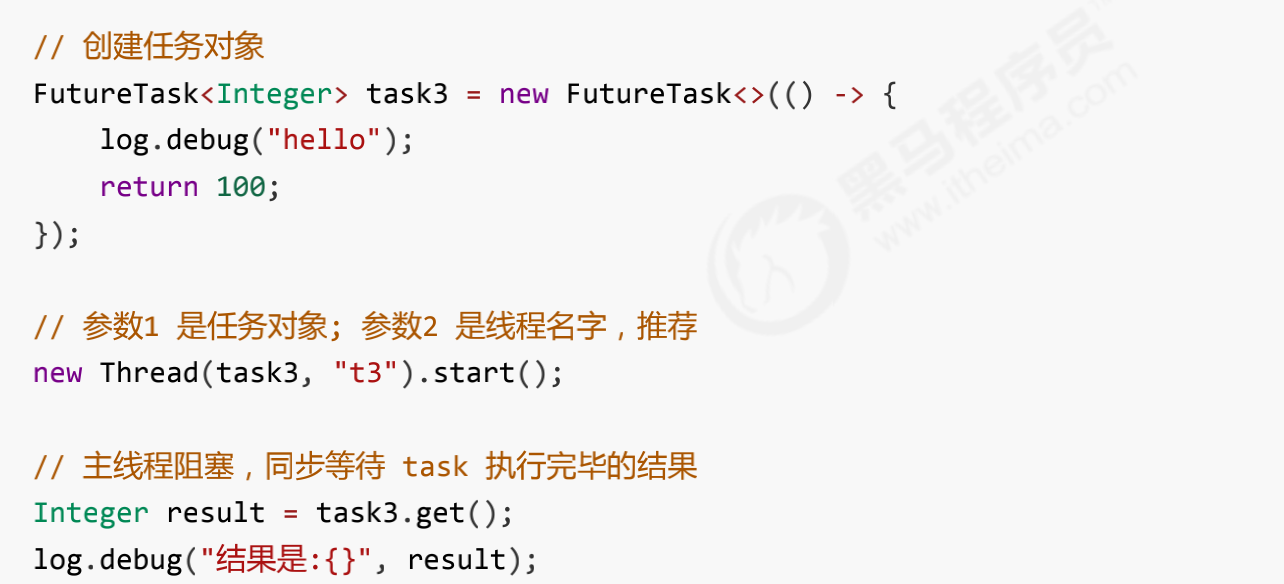 // 创建任务对象
FutureTask<Integer> task3 = new FutureTask<>(() -> {
    log.debug("hello");
    return 100;
});
// 参数1 是任务对象; 参数2 是线程名字，推荐
new Thread(task3, "t3").start();
// 主线程阻塞，同步等待 task 执行完毕的结果
Integer result = task3.get();
log.debug("结果是:{}", result);
黑马程序员
www.itheima.com